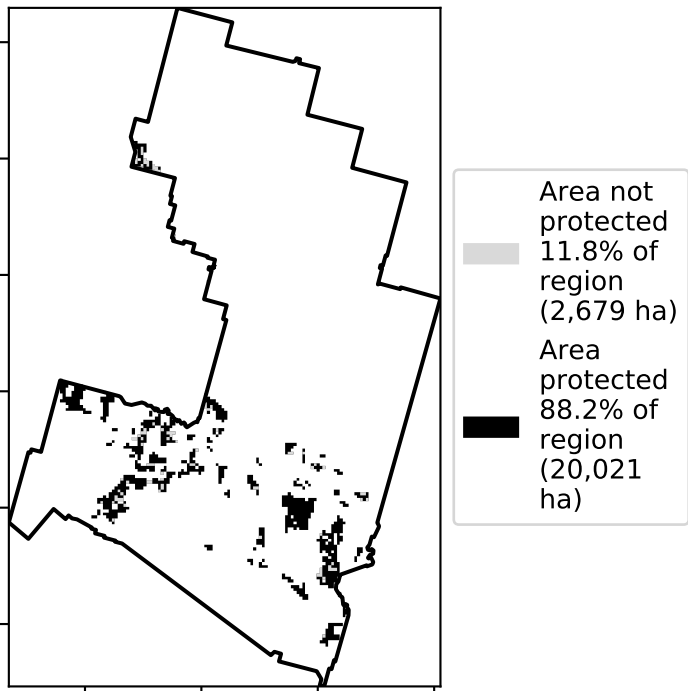 Area not
protected
11.8% of
region
(2,679 ha)
Area
protected
88.2% of
region
(20,021
ha)